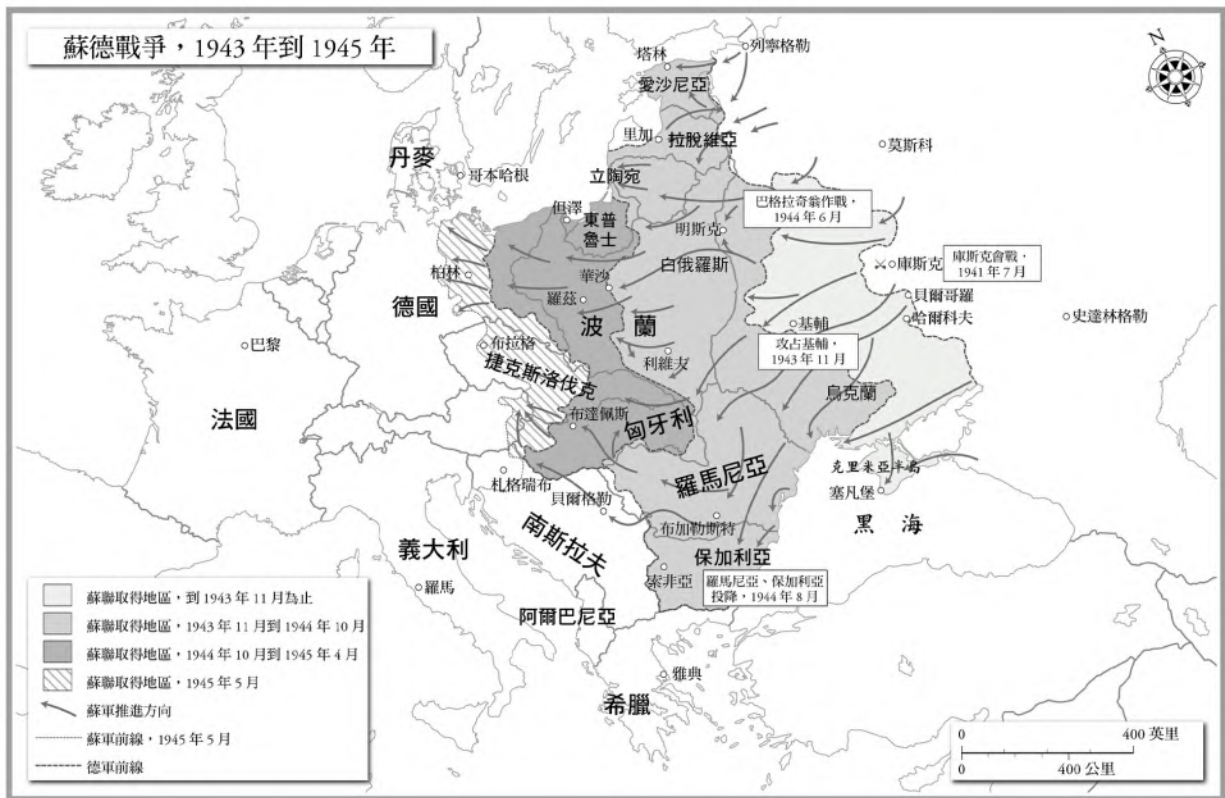 蘇德戰爭，1943 年到 1945 年
N
塔林
列寧格勒
愛沙尼亞
里加
拉脫維亞
莫斯科
丹麥
哥本哈根
立陶宛
但澤
東普
魯士
巴格拉奇翁作戰，
1944 年 6 月
明斯克
白俄羅斯
庫斯克
庫斯克會戰，
1941 年 7 月
柏林
華沙
貝爾哥羅
德國
羅茲
波蘭
基輔
哈爾科夫
史達林格勒
巴黎
布拉格
利維夫
攻占基輔，
1943 年 11 月
捷克斯洛伐克
烏克蘭
法國
布達佩斯
匈牙利
克里米亞半島
羅馬尼亞
塞凡堡
札格瑞布
貝爾格勒
布加勒斯特
黑海
南斯拉夫
義大利
保加利亞
索非亞
羅馬尼亞、保加利亞
投降，1944 年 8 月
羅馬
阿爾巴尼亞
雅典
希臘
蘇聯取得地區，到 1943 年 11 月為止
蘇聯取得地區，1943 年 11 月到 1944 年 10 月
蘇聯取得地區，1944 年 10 月到 1945 年 4 月
蘇聯取得地區，1945 年 5 月
蘇軍推進方向
蘇軍前線，1945 年 5 月
德軍前線
0 400 英里
0 400 公里